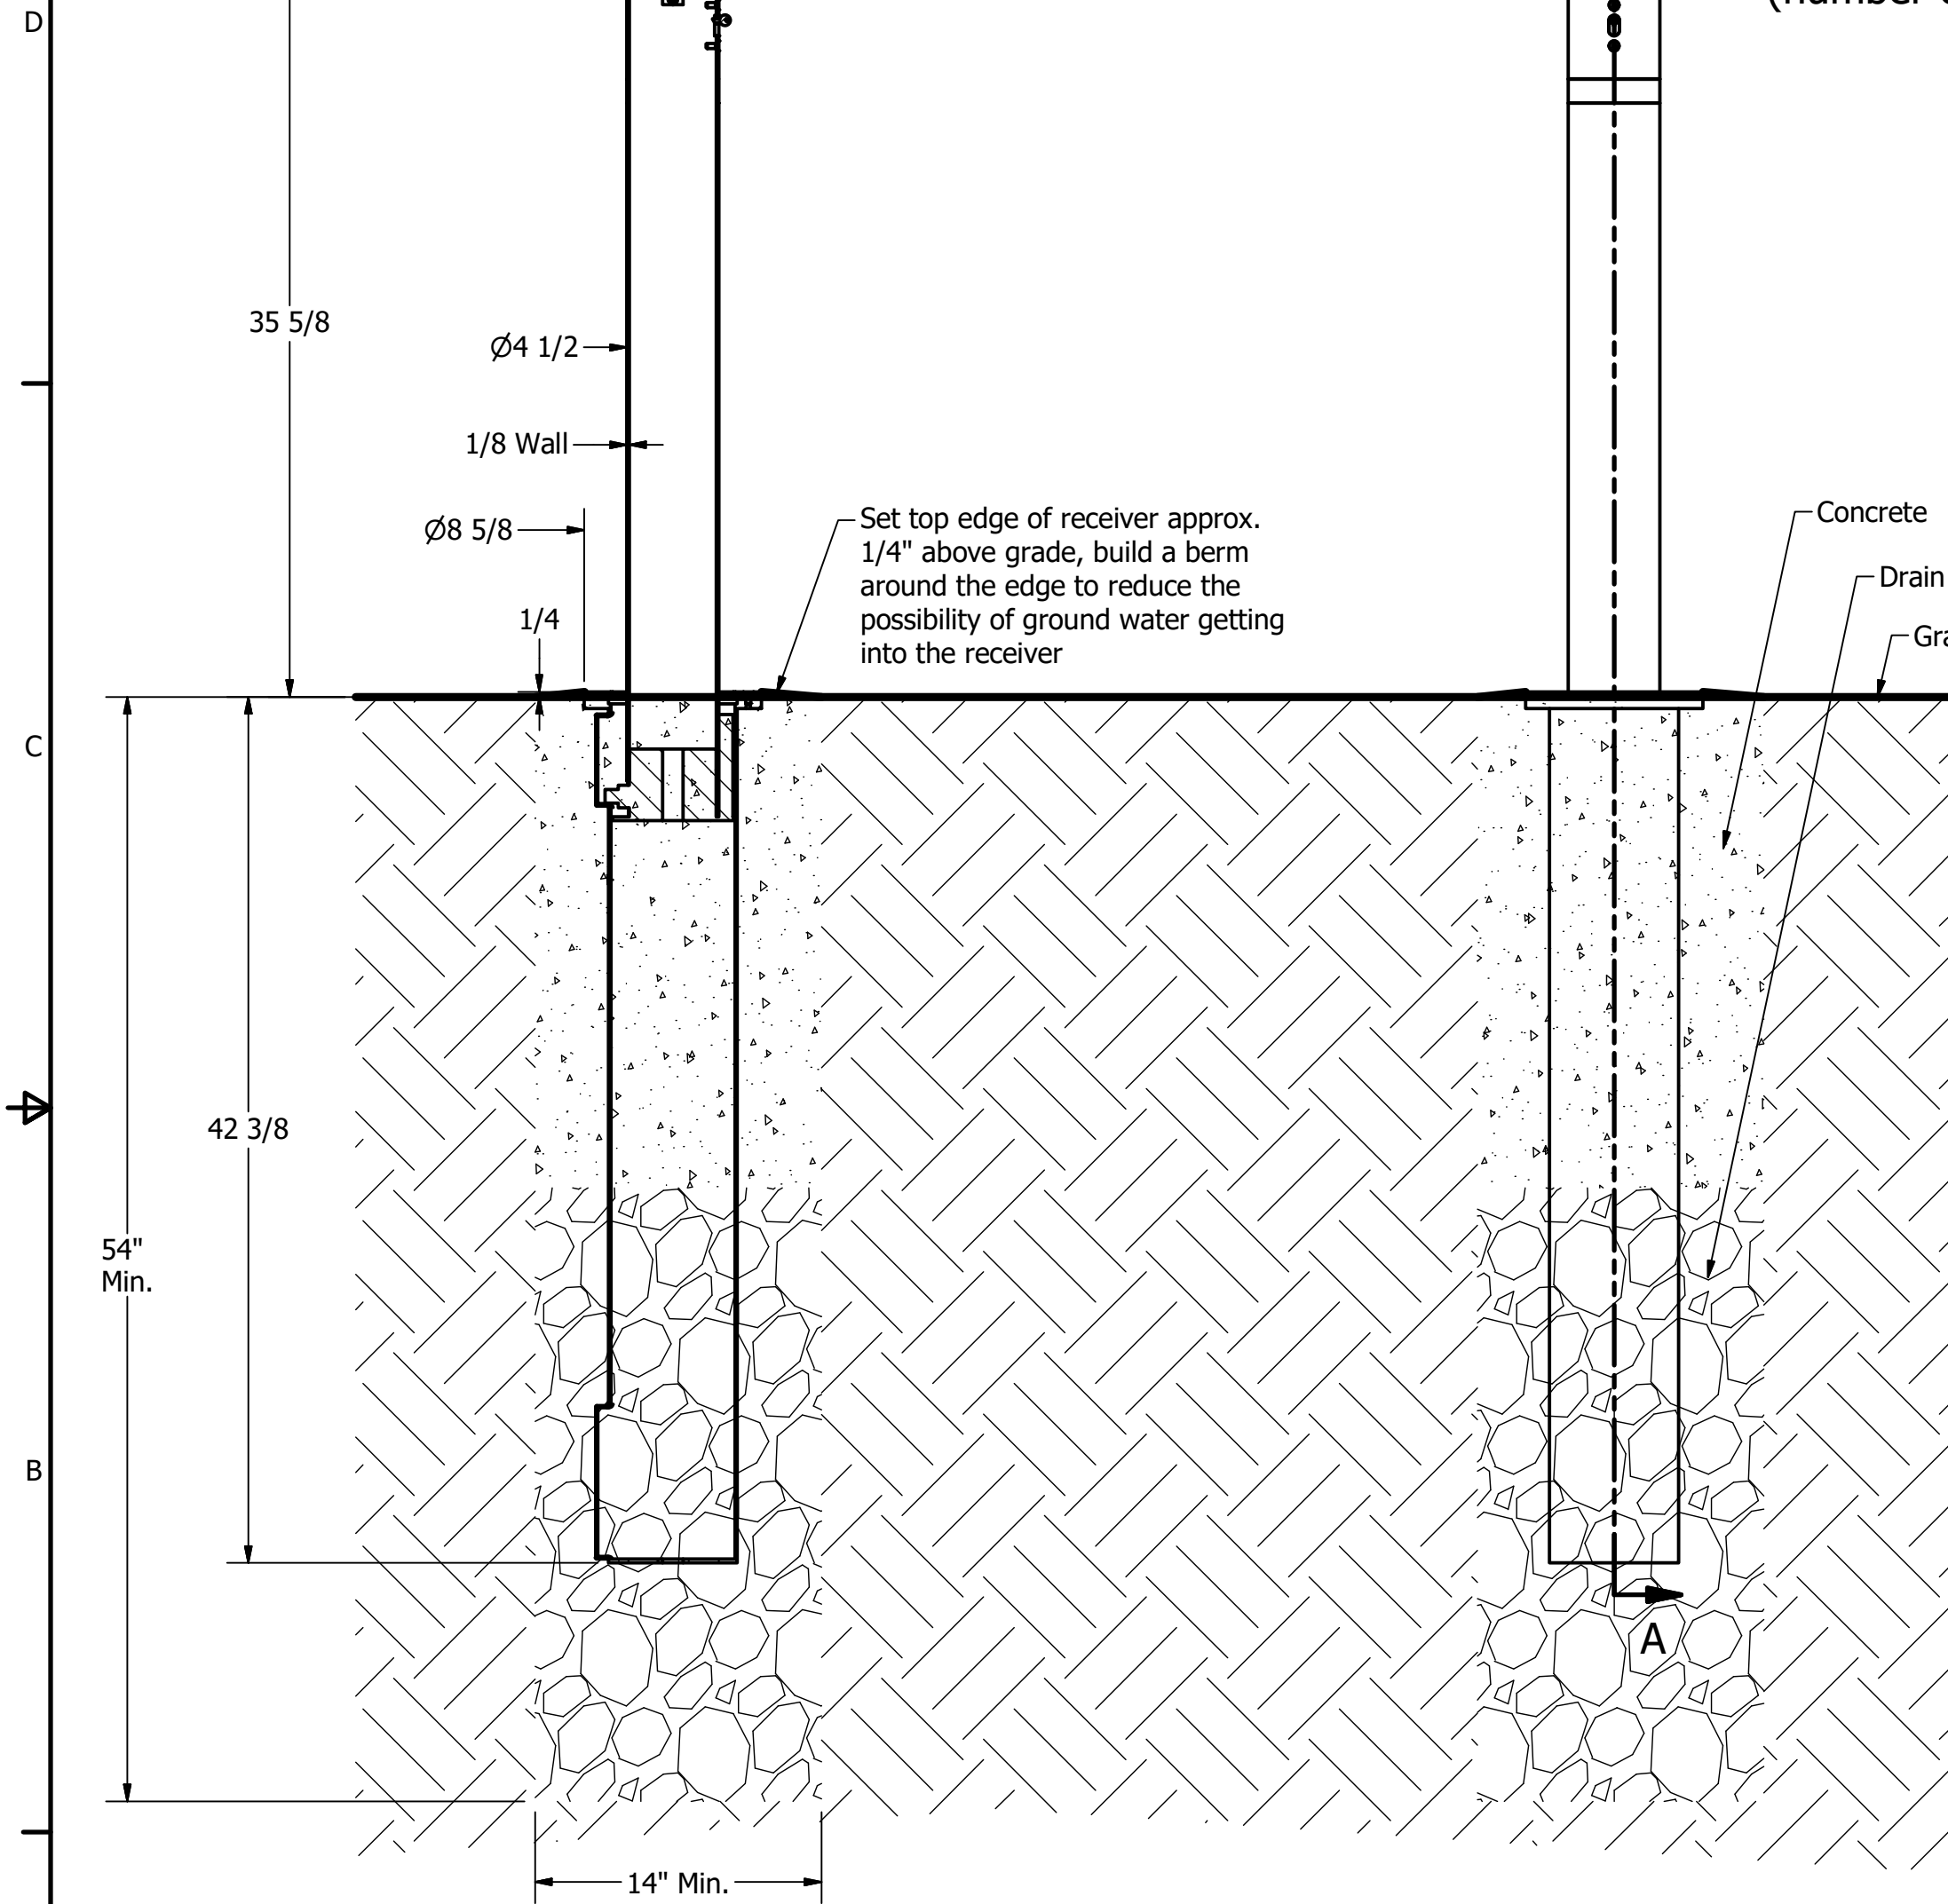 D
(number
35 5/8
Ø4 1/2
1/8 Wall
Ø8 5/8
Set top edge of receiver approx.
1/4" above grade, build a berm
around the edge to reduce the
possibility of ground water getting
into the receiver
Concrete
Drain
1/4
C
42 3/8
54"
Min.
B
A
14" Min.